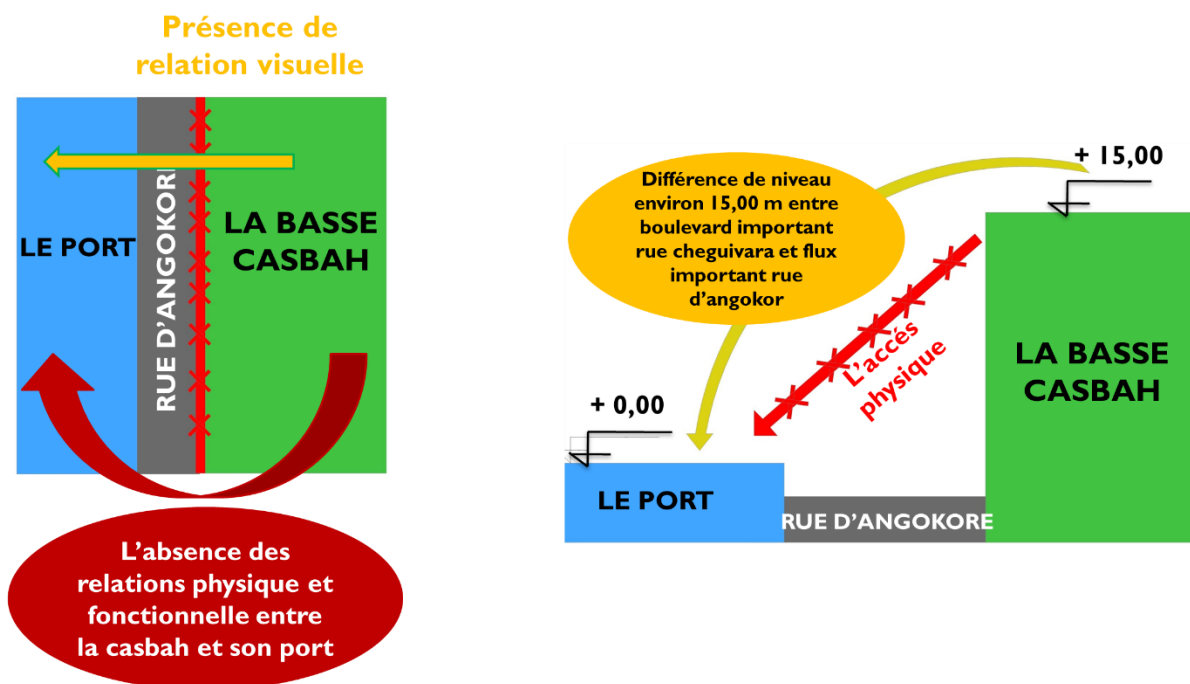 Présence de
relation visuelle
LE PORT
RUE D'ANGOKORE
LA BASSE
CASBAH
L'absence des
relations physique et
fonctionnelle entre
la casbah et son port
+ 15,00
Différence de niveau
environ 15,00 m entre
boulevard important
rue cheguivara et flux
important rue
d'angokor
L'accés
physique
LA BASSE
CASBAH
+ 0,00
LE PORT
RUE D'ANGOKORE